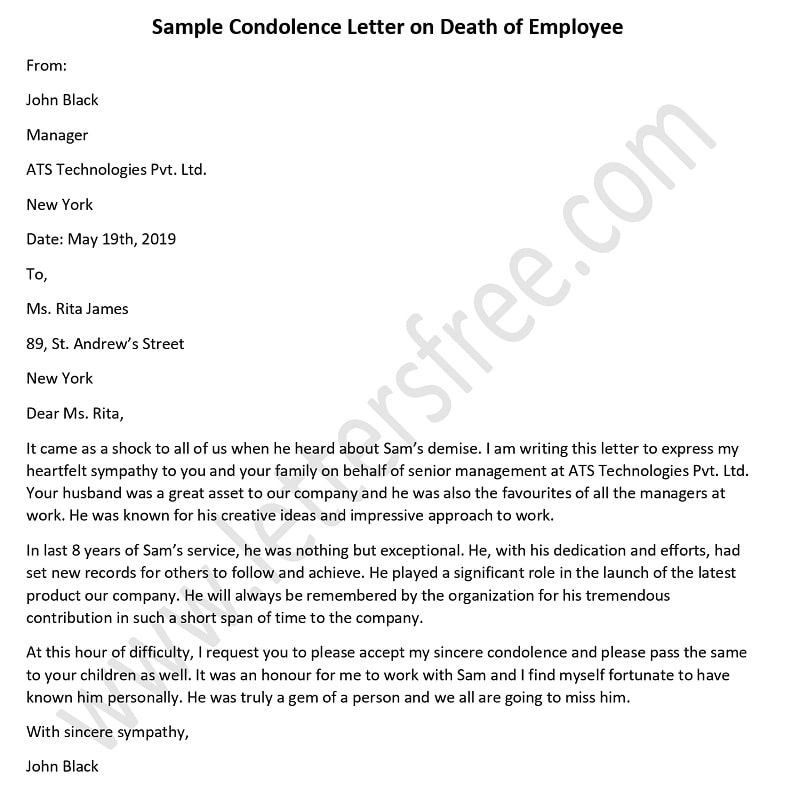 Sample Condolence Letter on Death of Employee
From:
John Black
Manager
ATS Technologies Pvt. Ltd.
New York
Date: May 19th, 2019
To,
Ms. Rita James
89, St. Andrew’s Street
New York
Dear Ms. Rita,
It came as a shock to all of us when he heard about Sam’s demise. I am writing this letter to express my
heartfelt sympathy to you and your family on behalf of senior management at ATS Technologies Pvt. Ltd.
Your husband was a great asset to our company and he was also the favourites of all the managers at
work. He was known for his creative ideas and impressive approach to work.
In last 8 years of Sam’s service, he was nothing but exceptional. He, with his dedication and efforts, had
set new records for others to follow and achieve. He played a significant role in the launch of the latest
product our company. He will always be remembered by the organization for his tremendous
contribution in such a short span of time to the company.
At this hour of difficulty, I request you to please accept my sincere condolence and please pass the same
to your children as well. It was an honour for me to work with Sam and I find myself fortunate to have
known him personally. He was truly a gem of a person and we all are going to miss him.
With sincere sympathy,
John Black
www.lettersfree.com